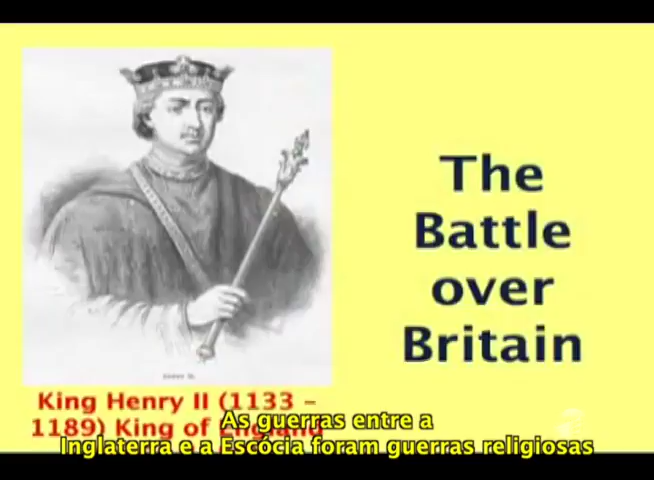 The
Battle
over
Britain
King Henry II (1133 –
1189) King of England
As guerras entre a
Inglaterra e a Escócia foram guerras religiosas